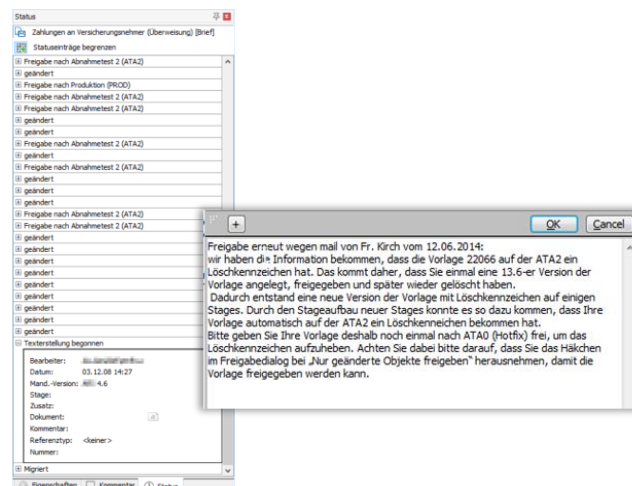 Status
Zahlungen an Versicherungsnehmer (Überweisung) [Brief]
Statuseinträge begrenzen
Freigabe nach Abnahmetest 2 (ATA2)
geändert
Freigabe nach Produktion (PROD)
Freigabe nach Abnahmetest 2 (ATA2)
Freigabe nach Abnahmetest 2 (ATA2)
geändert
geändert
Freigabe nach Abnahmetest 2 (ATA2)
geändert
Freigabe nach Abnahmetest 2 (ATA2)
geändert
geändert
geändert
Freigabe nach Abnahmetest 2 (ATA2)
Freigabe nach Abnahmetest 2 (ATA2)
geändert
geändert
geändert
geändert
geändert
geändert
geändert
geändert
geändert
Texterstellung begonnen
Bearbeiter:
Datum: 03.12.08 14:27
Mand.-Version: 4.6
Stage:
Zusatz:
Dokument:
Kommentar:
Referenztyp: <keiner>
Nummer:
Migriert
Eigenschaften Kommentar Status
+ OK Cancel
Freigabe erneut wegen mail von Fr. Kirch vom 12.06.2014:
wir haben die Information bekommen, dass die Vorlage 22066 auf der ATA2 ein
Löschkennzeichen hat. Das kommt daher, dass Sie einmal eine 13.6-er Version der
Vorlage angelegt, freigegeben und später wieder gelöscht haben.
Dadurch entstand eine neue Version der Vorlage mit Löschkennzeichen auf einigen
Stages. Durch den Stageaufbau neuer Stages konnte es so dazu kommen, dass Ihre
Vorlage automatisch auf der ATA2 ein Löschkenneichen bekommen hat.
Bitte geben Sie Ihre Vorlage deshalb noch einmal nach ATA0 (Hotfix) frei, um das
Löschkennzeichen aufzuheben. Achten Sie dabei bitte darauf, dass Sie das Häkchen
im Freigabedialog bei „Nur geänderte Objekte freigeben" herausnehmen, damit die
Vorlage freigegeben werden kann.